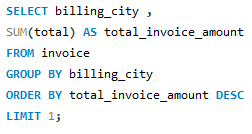 SELECT billing_city ,
SUM(total) AS total_invoice_amount
FROM invoice
GROUP BY billing_city
ORDER BY total_invoice_amount DESC
LIMIT 1;